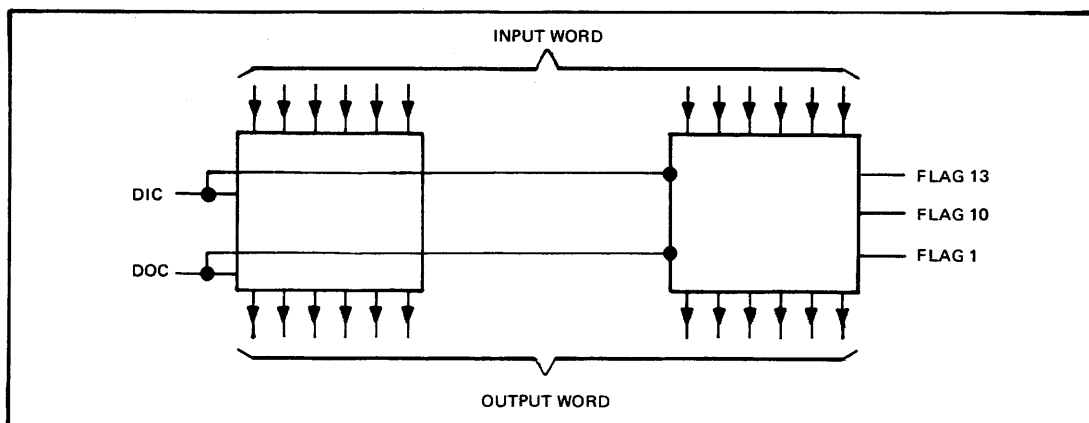 INPUT WORD
DIC
DOC
FLAG 13
FLAG 10
FLAG 1
OUTPUT WORD